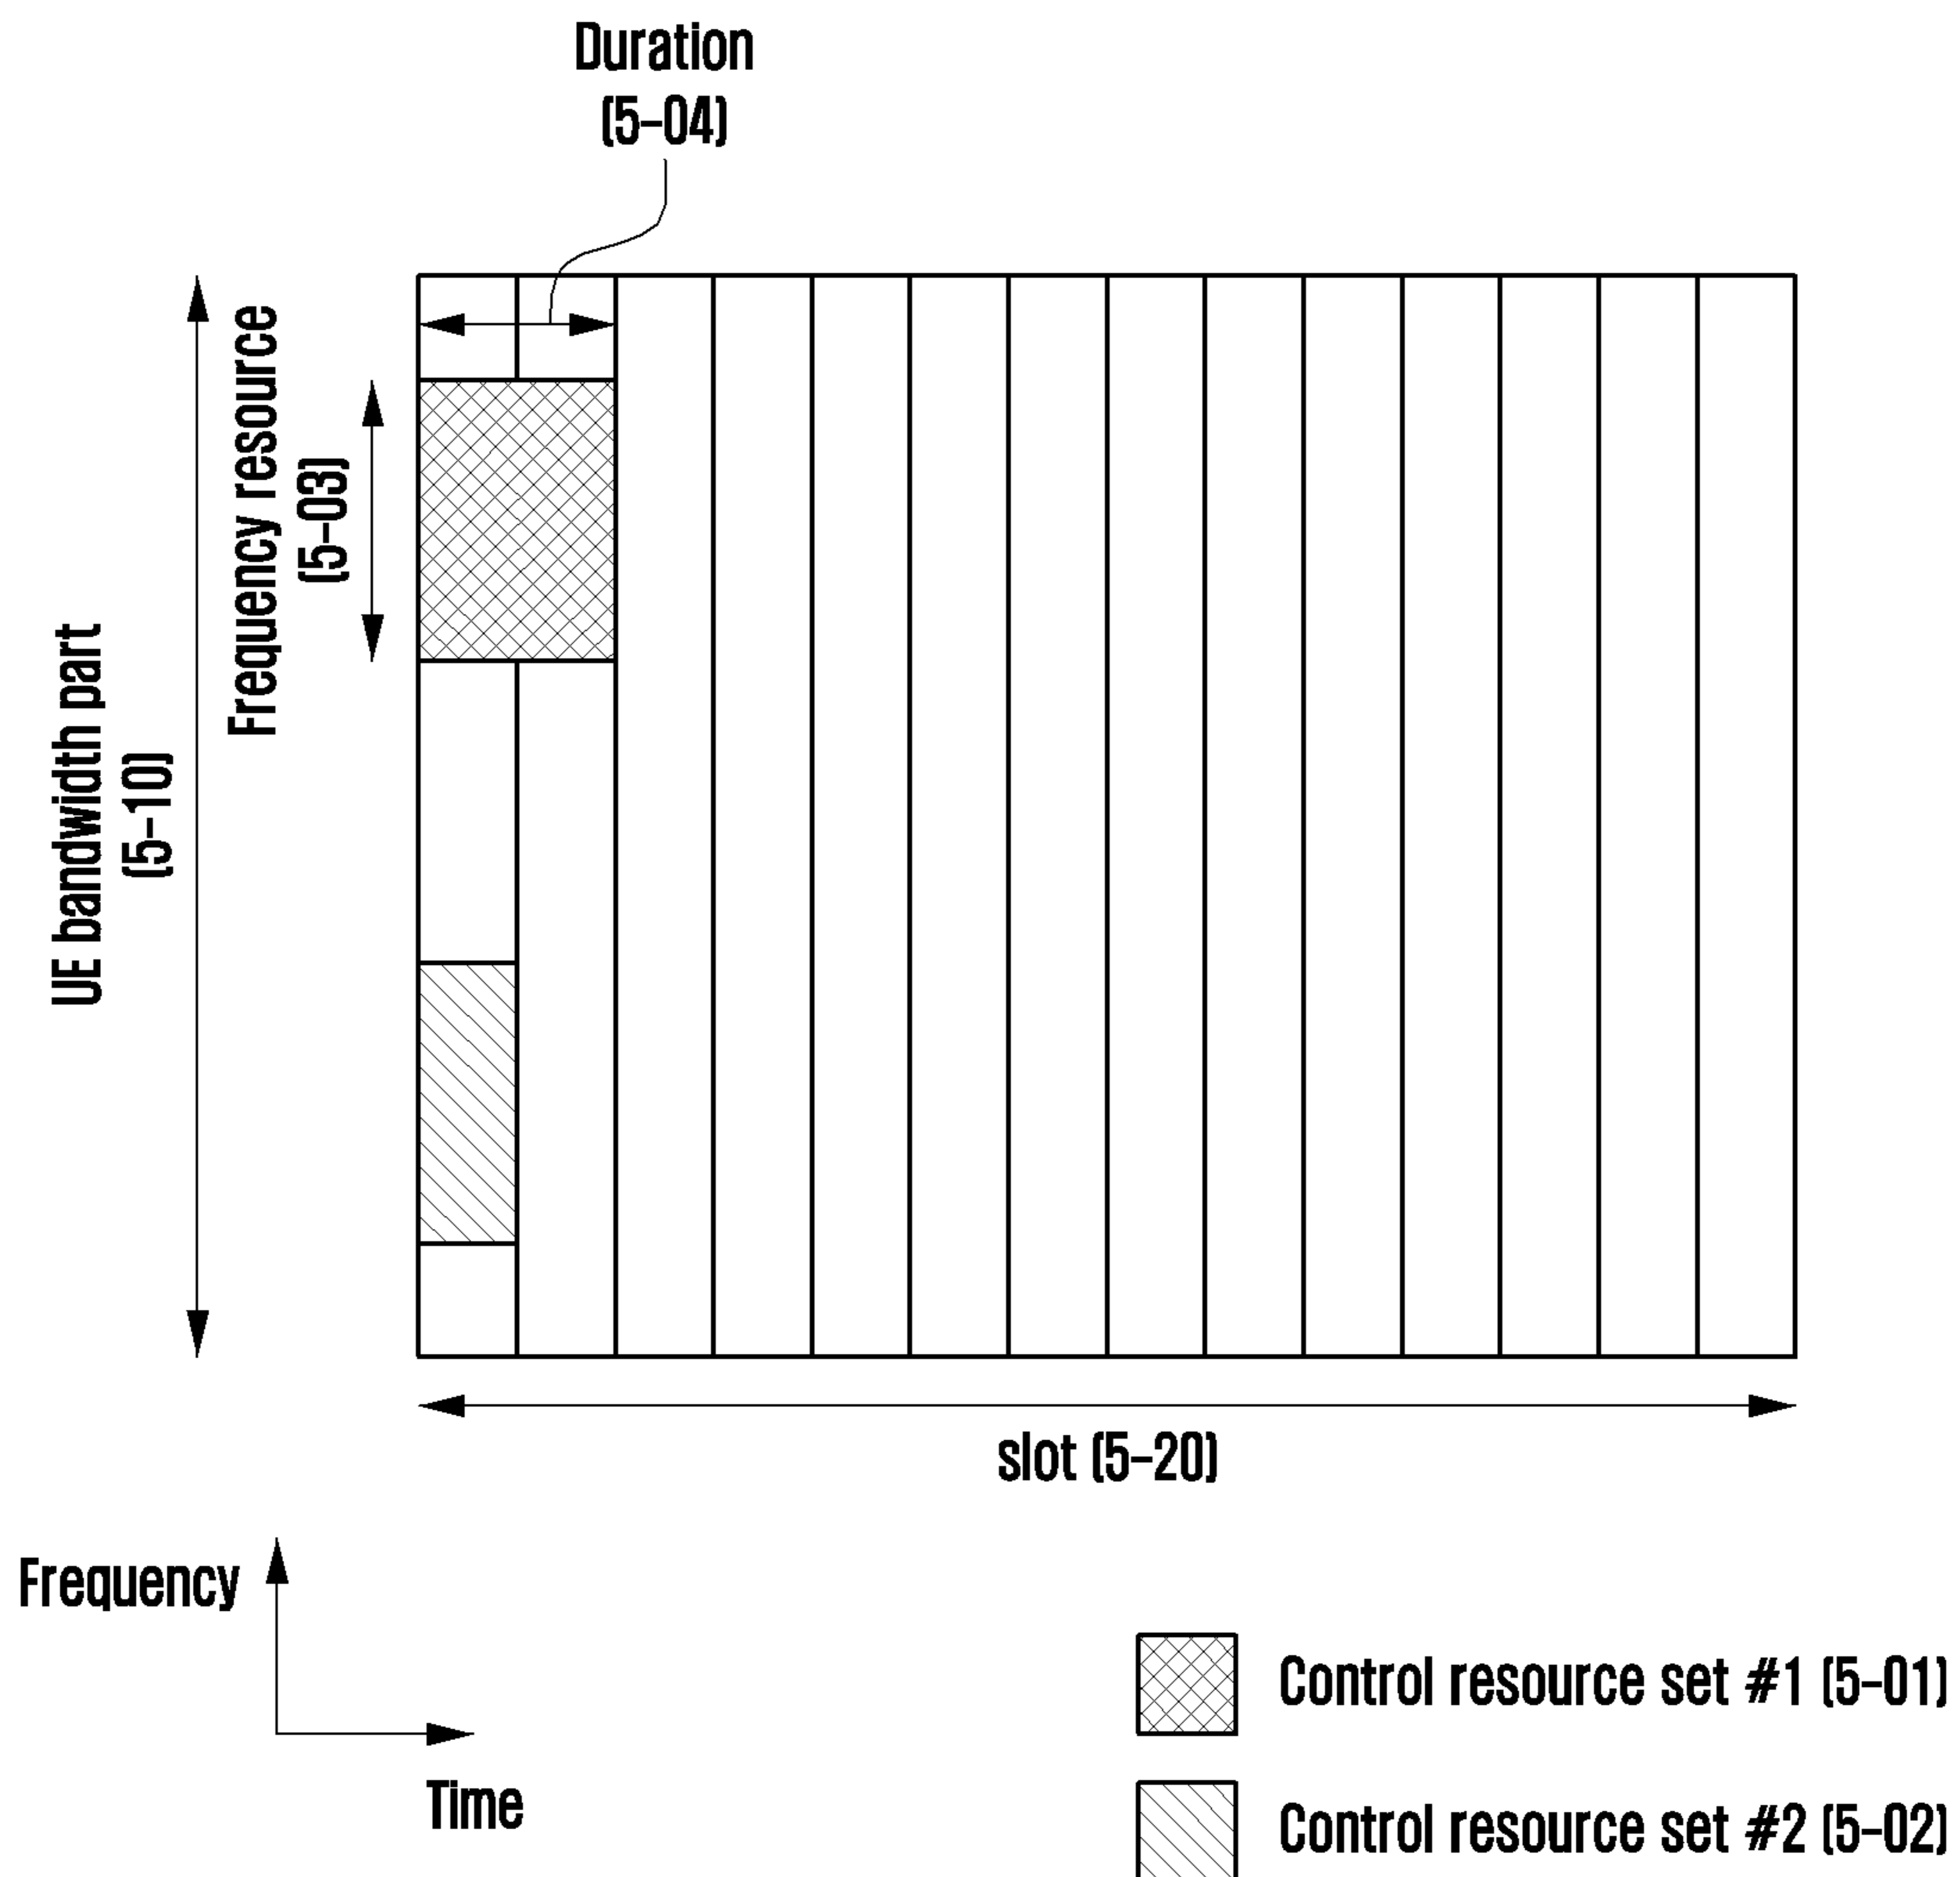 Duration
(5-04)
Frequency resource
(5-03)
UE bandwidth part
(5-10)
slot (5-20)
Frequency
Time
Control resource set #1 (5-01)
Control resource set #2 (5-02)